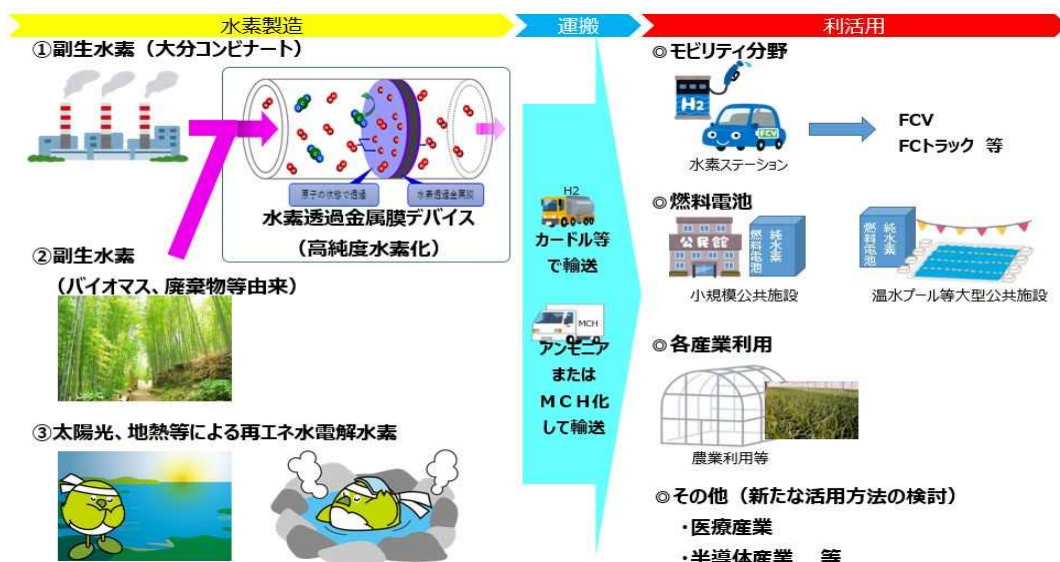 水素製造
運搬
利活用
①副生水素（大分コンビナート）
原子の状態で透過
水素透過金属膜
水素透過金属膜デバイス
（高純度水素化）
②副生水素
（バイオマス、廃棄物等由来）
③太陽光、地熱等による再エネ水電解水素
H2
カードル等
で輸送
MCH
アンモニア
または
ＭＣＨ化
して輸送
◎モビリティ分野
H2
FCV
水素ステーション
FCV
FCトラック 等
◎燃料電池
公民館
純水素
燃料電池
小規模公共施設
純水素
燃料電池
温水プール等大型公共施設
◎各産業利用
農業利用等
◎その他（新たな活用方法の検討）
・医療産業
・半導体産業 等